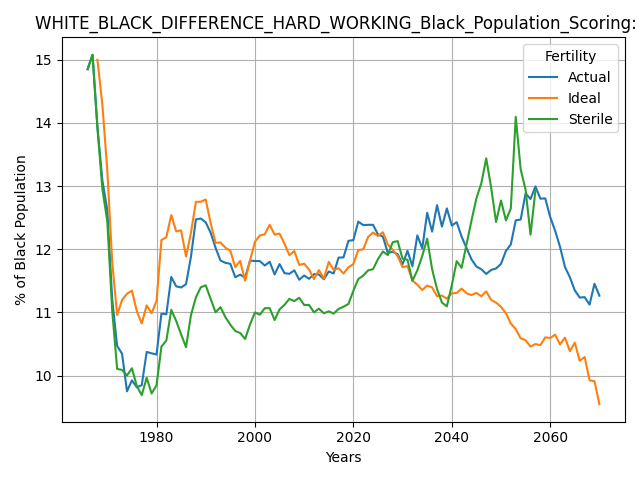 WHITE_BLACK_DIFFERENCE_HARD_WORKING_Black_Population_Scoring:
15
14
13
12
11
10
% of Black Population
Fertility
Actual
Ideal
Sterile
1980 2000 2020 2040 2060
Years